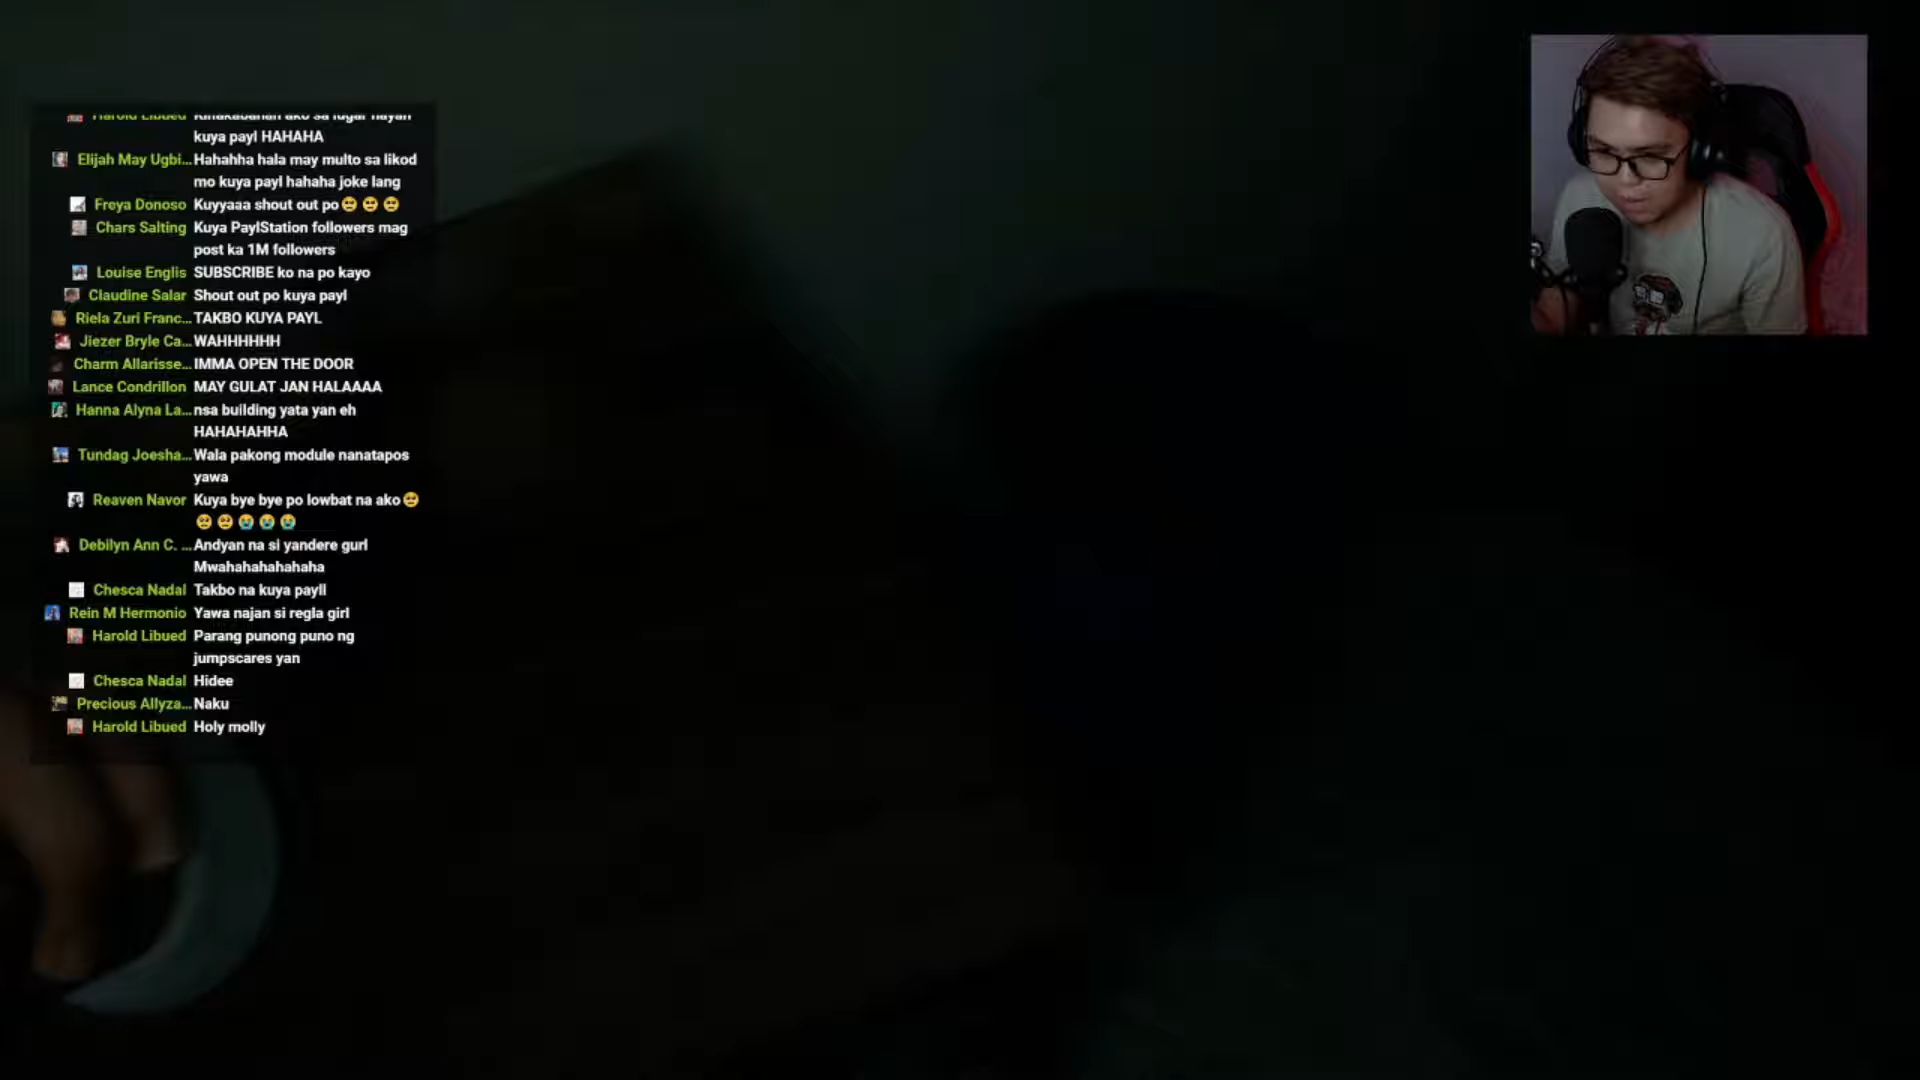 Harold Libued Kinakabahan ako sa lugar nayan
kuya payl HAHAHA
Elijah May Ugbi... Hahahha hala may multo sa likod
mo kuya payl hahaha joke lang
Freya Donoso Kuyyaaa shout out po🥺 🥺 🥺
Chars Salting Kuya PaylStation followers mag
post ka 1M followers
Louise Englis SUBSCRIBE ko na po kayo
Claudine Salar Shout out po kuya payl
Riela Zuri Franc... TAKBO KUYA PAYL
Jiezer Bryle Ca... WAHHHHHH
Charm Allarisse... IMMA OPEN THE DOOR
Lance Condrillon MAY GULAT JAN HALAAAA
Hanna Alyna La... nsa building yata yan eh
HAHAHAHHA
Tundag Joesha... Wala pakong module nanatapos
yawa
Reaven Navor Kuya bye bye po lowbat na ako🥺
🥺 🥺 😭 😭 😭
Debilyn Ann C. ... Andyan na si yandere gurl
Mwahahahahahaha
Chesca Nadal Takbo na kuya payll
Rein M Hermonio Yawa najan si regla girl
Harold Libued Parang punong puno ng
jumpscares yan
Chesca Nadal Hidee
Precious Allyza... Naku
Harold Libued Holy molly